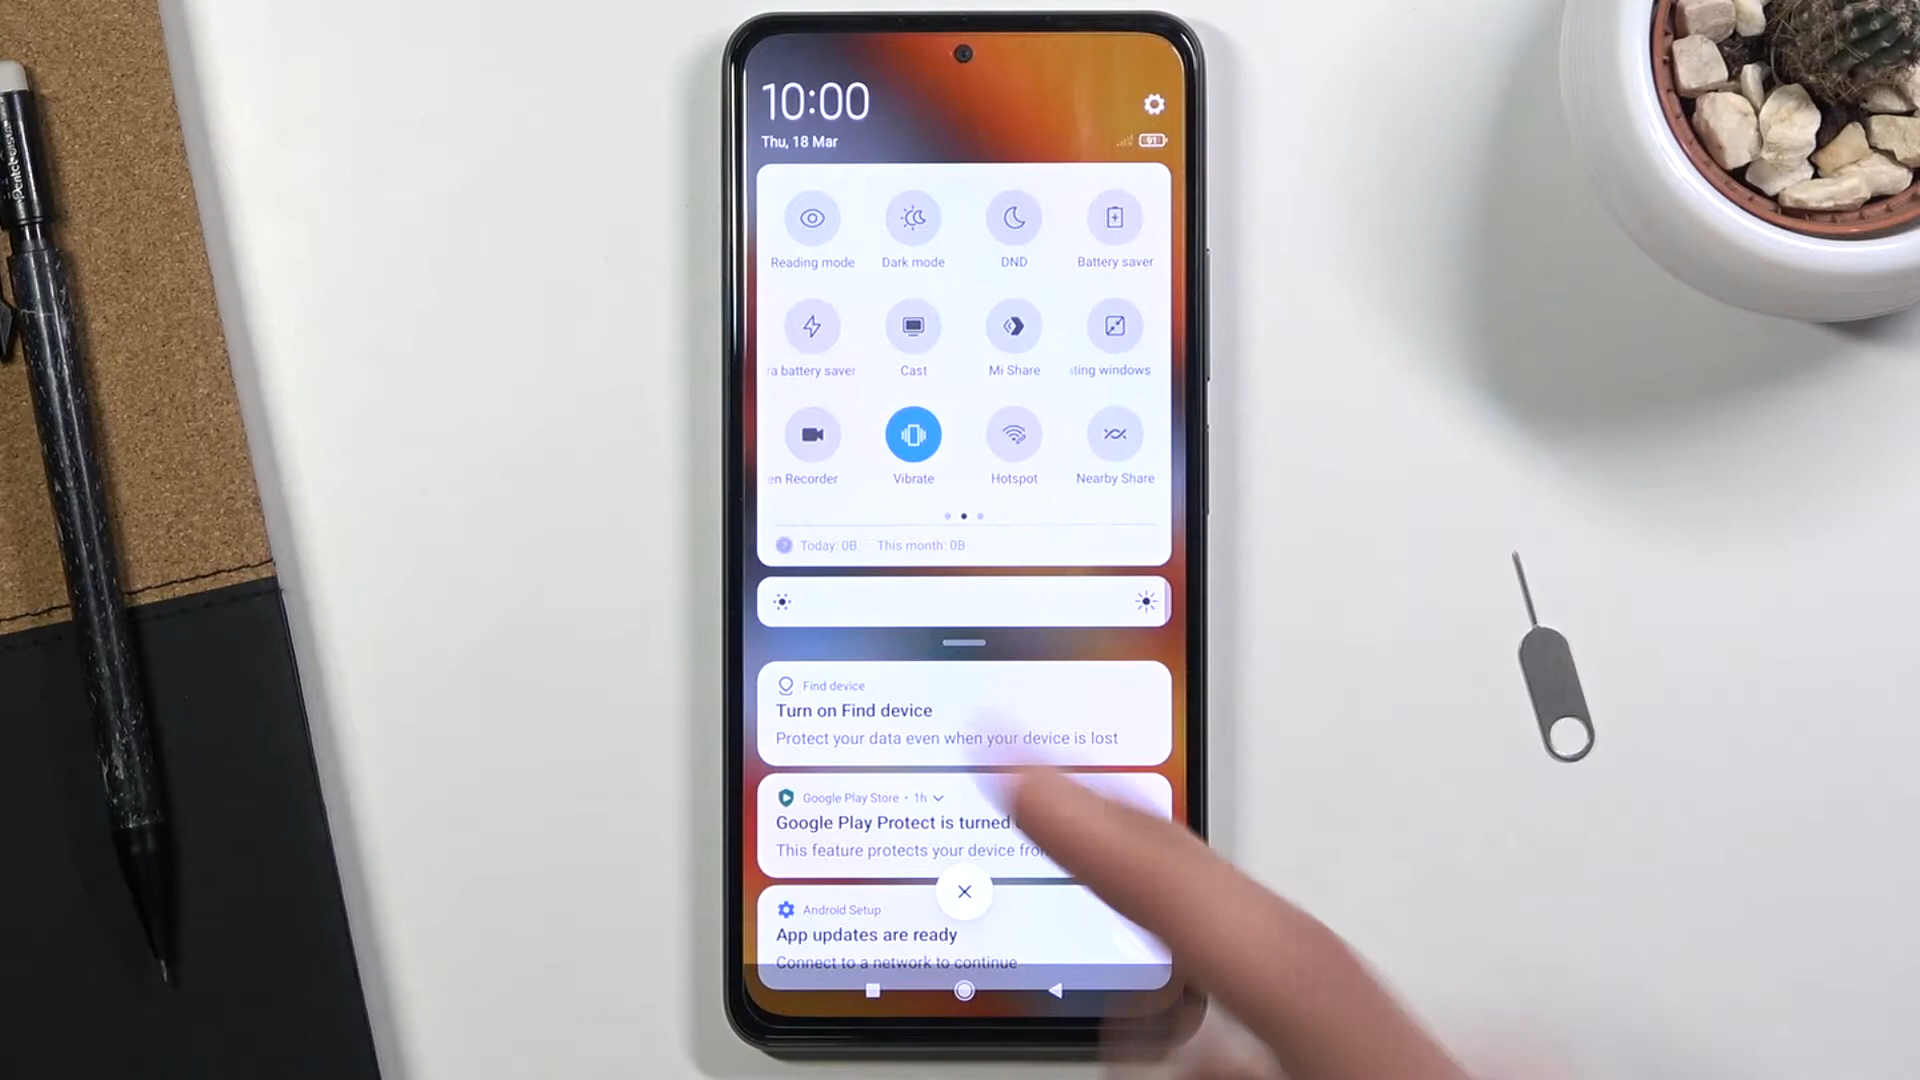 10:00
Thu, 18 Mar
91
Reading mode
Dark mode
DND
Battery saver
ra battery saver
Cast
Mi Share
ting windows
en Recorder
Vibrate
Hotspot
Nearby Share
Today: 0B
This month: 0B
Find device
Turn on Find device
Protect your data even when your device is lost
Google Play Store • 1h
Google Play Protect is turned
This feature protects your device fro
Android Setup
App updates are ready
Connect to a network to continue
Pentel